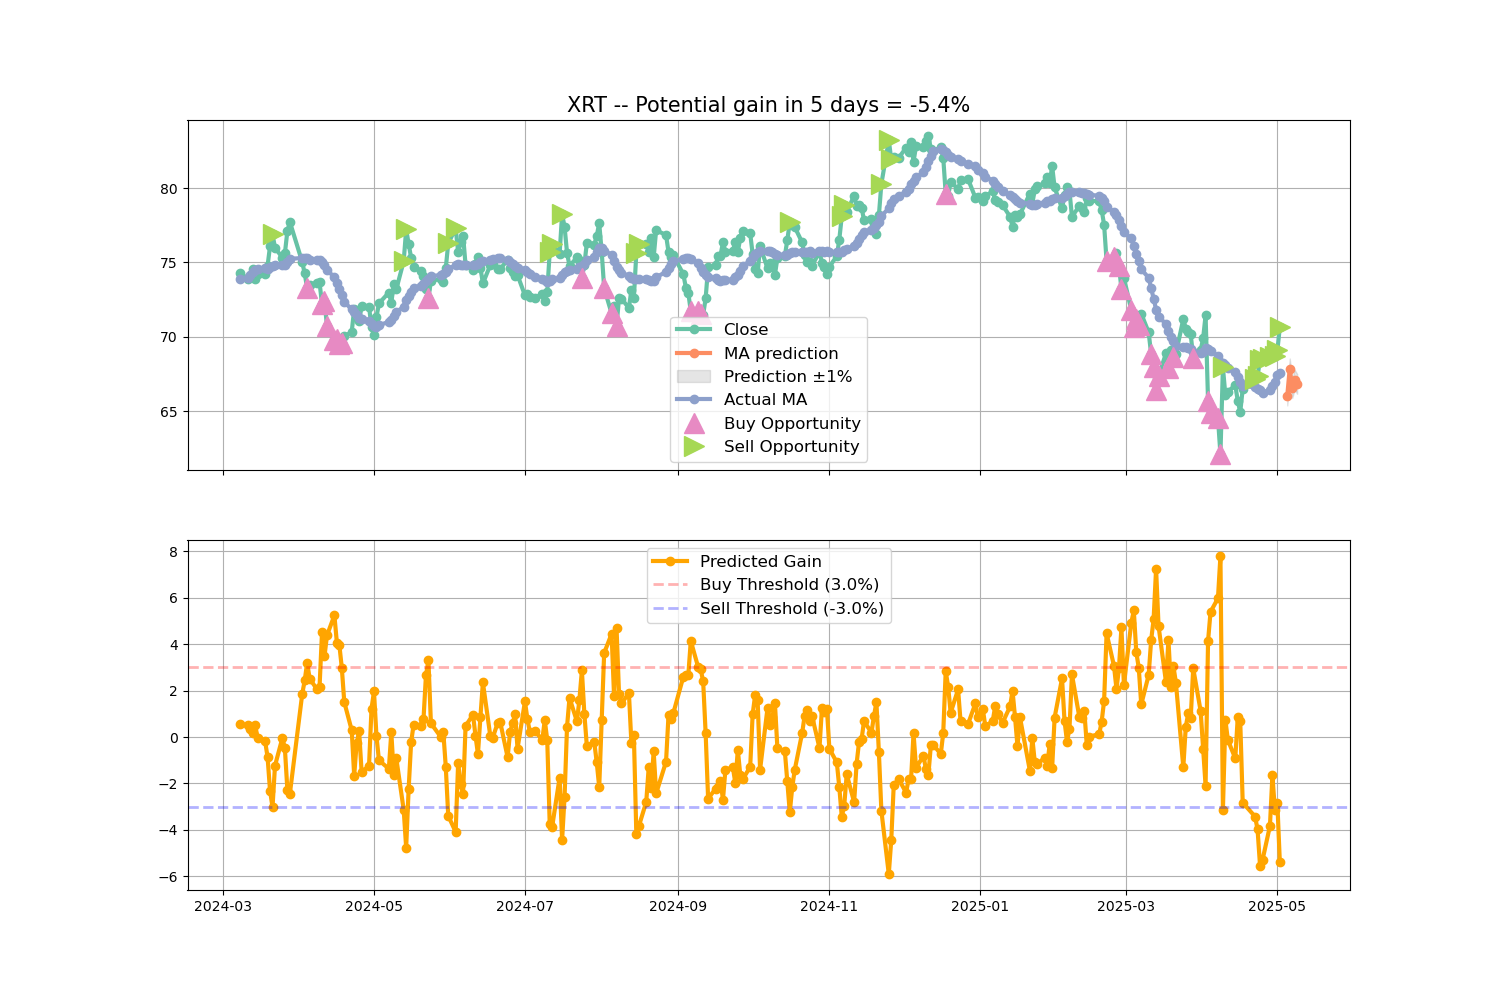 XRT -- Potential gain in 5 days = -5.4%
80
75
70
65
Close
MA prediction
Prediction ±1%
Actual MA
Buy Opportunity
Sell Opportunity
8
6
4
2
0
−2
−4
−6
Predicted Gain
Buy Threshold (3.0%)
Sell Threshold (-3.0%)
2024-03 2024-05 2024-07 2024-09 2024-11 2025-01 2025-03 2025-05